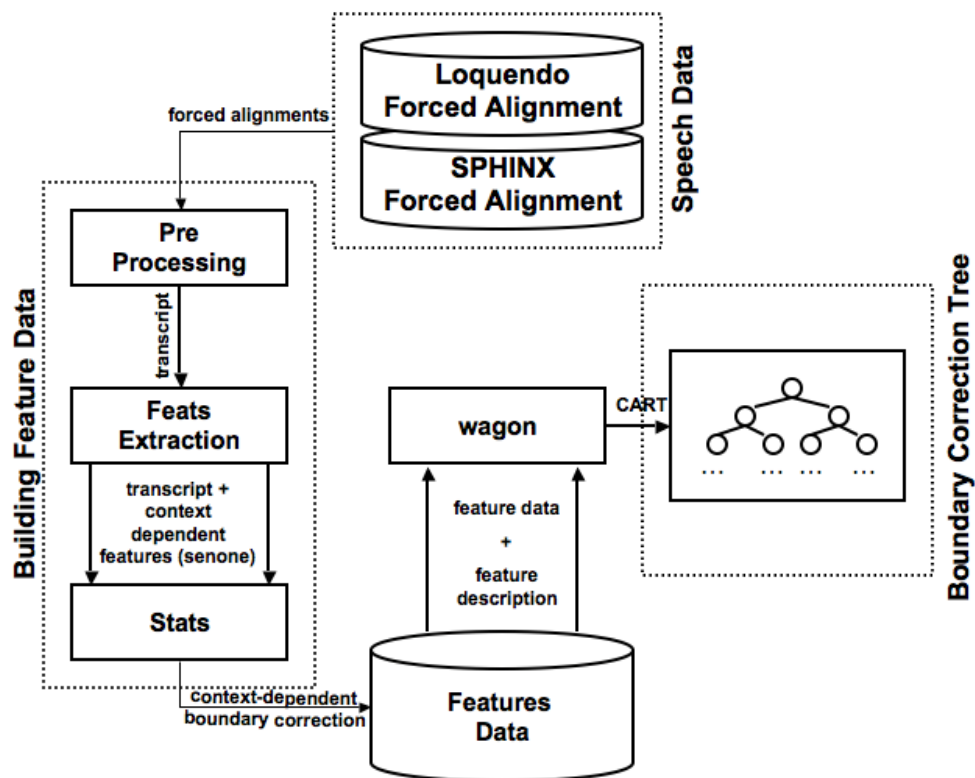 Loquendo
Forced Alignment
SPHINX
Forced Alignment
Speech Data
forced alignments
Building Feature Data
Pre
Processing
transcript
Feats
Extraction
transcript +
context
dependent
features (senone)
Stats
context-dependent
boundary correction
Features
Data
feature data
+
feature
description
wagon
CART
Boundary Correction Tree
... ... ... ...